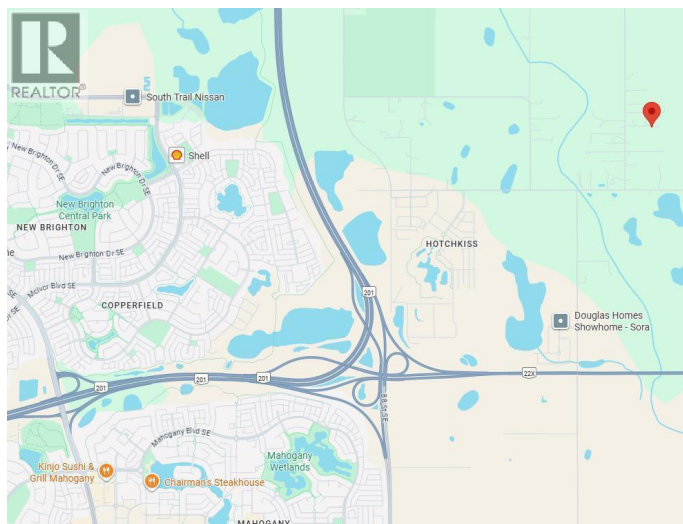 R
REALTOR®
South Trail Nissan
Shell
New Brighton Dr SE
New Brighton Dr SE
New Brighton
Central Park
NEW BRIGHTON
New Brighton Dr SE
McIvor Blvd SE
COPPERFIELD
HOTCHKISS
201
Douglas Homes
Showhome - Sora
201
201
201
22X
88 St SE
Mahogany Blvd SE
Mahogany
Wetlands
Kinjo Sushi &
Grill Mahogany
Chairman's Steakhouse
MAHOGANY